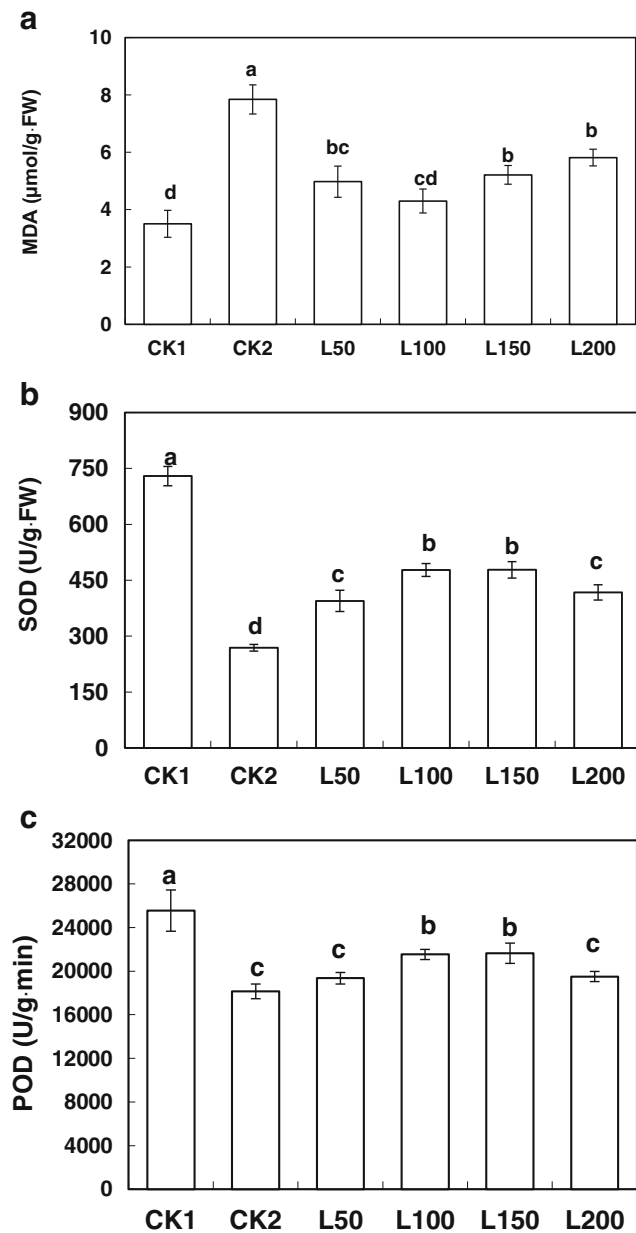 a
MDA (μmol/g·FW)
10
8
6
4
2
0
d
a
bc
cd
b
b
CK1 CK2 L50 L100 L150 L200
b
SOD (U/g·FW)
900
750
600
450
300
150
0
a
d
c
b
b
c
CK1 CK2 L50 L100 L150 L200
c
POD (U/g·min)
32000
28000
24000
20000
16000
12000
8000
4000
0
a
c
c
b
b
c
CK1 CK2 L50 L100 L150 L200